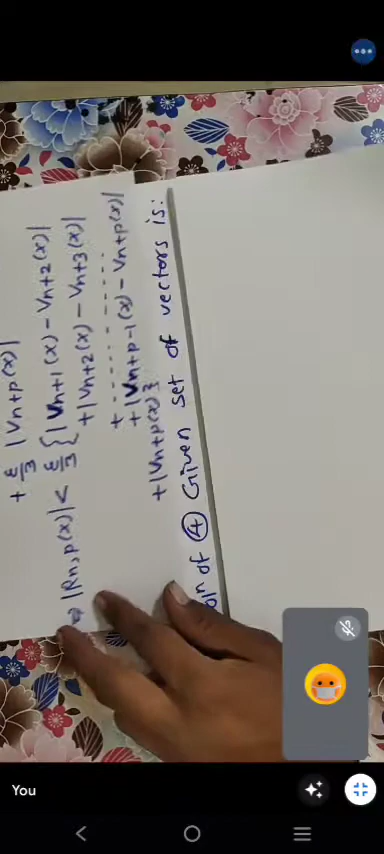 + ε/3 |Vn+p(x)|
⇒ |Rn,p(x)| < ε/3 { |Vn+1(x) - Vn+2(x)|
+ |Vn+2(x) - Vn+3(x)|
+ - - - - - - - - - -
+ |Vn+p-1(x) - Vn+p(x)|
+ |Vn+p(x)| }
oln of ④ Given set of vectors is:
You